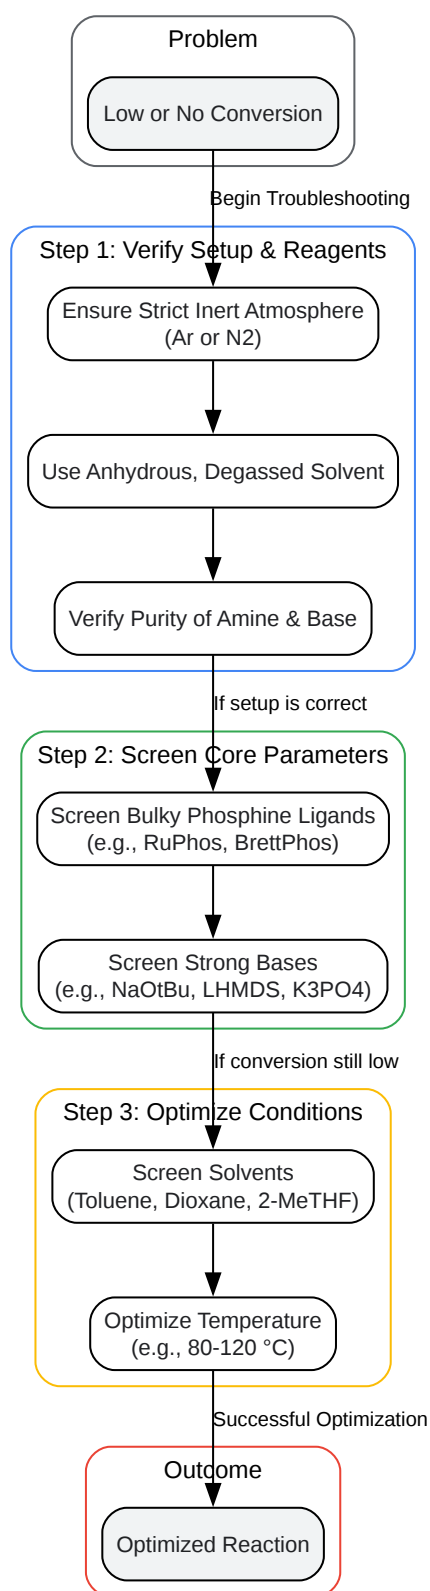 Problem
Low or No Conversion
Begin Troubleshooting
Step 1: Verify Setup & Reagents
Ensure Strict Inert Atmosphere
(Ar or N2)
Use Anhydrous, Degassed Solvent
Verify Purity of Amine & Base
If setup is correct
Step 2: Screen Core Parameters
Screen Bulky Phosphine Ligands
(e.g., RuPhos, BrettPhos)
Screen Strong Bases
(e.g., NaOtBu, LHMDS, K3PO4)
If conversion still low
Step 3: Optimize Conditions
Screen Solvents
(Toluene, Dioxane, 2-MeTHF)
Optimize Temperature
(e.g., 80-120 °C)
Successful Optimization
Outcome
Optimized Reaction